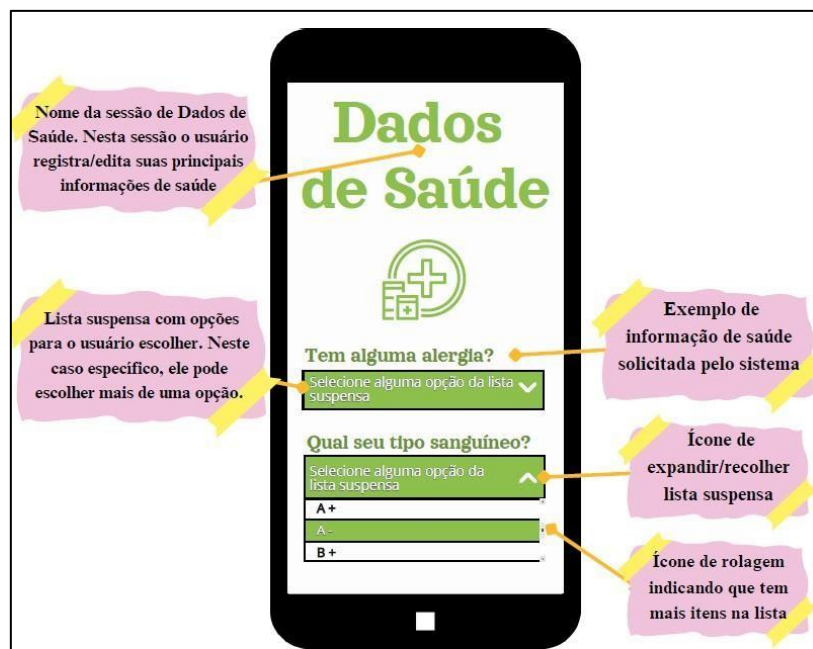 Nome da sessão de Dados de
Saúde. Nesta sessão o usuário
registra/edita suas principais
informações de saúde
Dados
de Saúde
Lista suspensa com opções
para o usuário escolher. Neste
caso específico, ele pode
escolher mais de uma opção.
Exemplo de
informação de saúde
solicitada pelo sistema
Tem alguma alergia?
Selecione alguma opção da lista
suspensa
Qual seu tipo sanguíneo?
Selecione alguma opção da
lista suspensa
A +
A -
B +
Ícone de
expandir/recolher
lista suspensa
Ícone de rolagem
indicando que tem
mais itens na lista